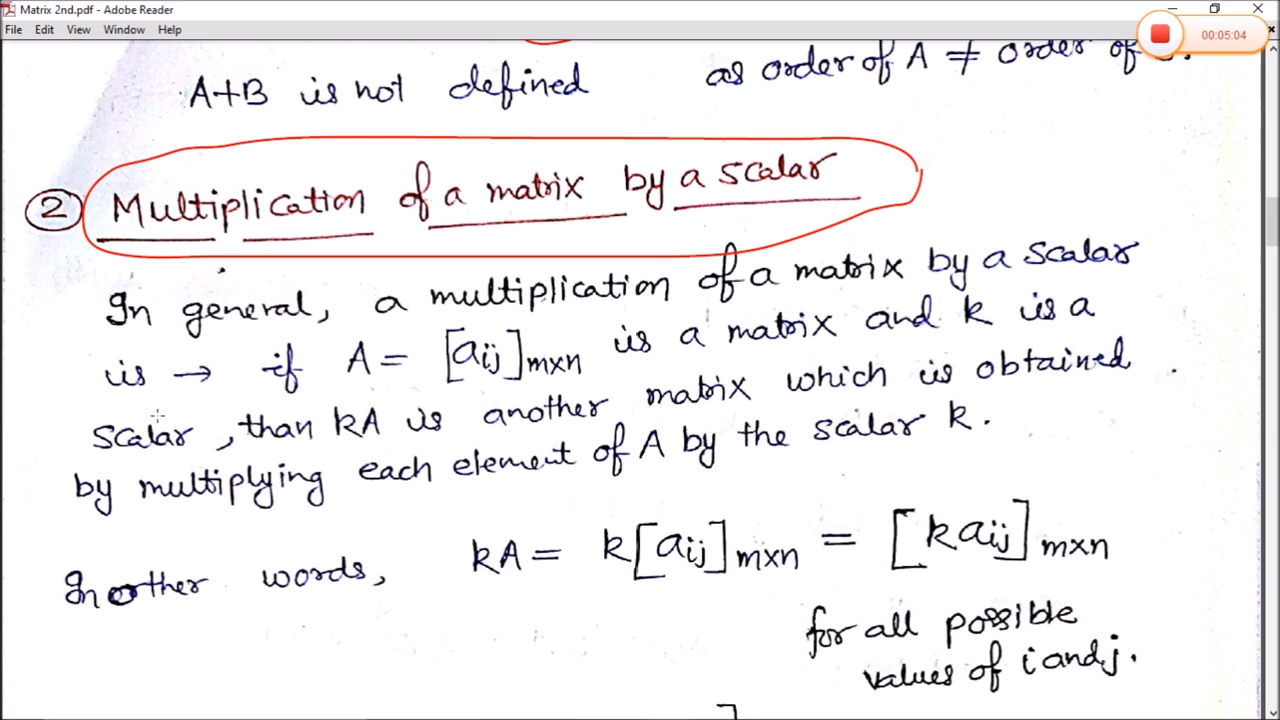 Matrix 2nd.pdf - Adobe Reader
File Edit View Window Help
00:05:04
A+B is not defined as order of A ≠ order of
② Multiplication of a matrix by a scalar
In general, a multiplication of a matrix by a scalar
is → if A = [aij]m×n is a matrix and k is a
scalar, than kA is another matrix which is obtained
by multiplying each element of A by the scalar k.
In other words, kA = k[aij]m×n = [kaij]m×n
for all possible
values of i and j.